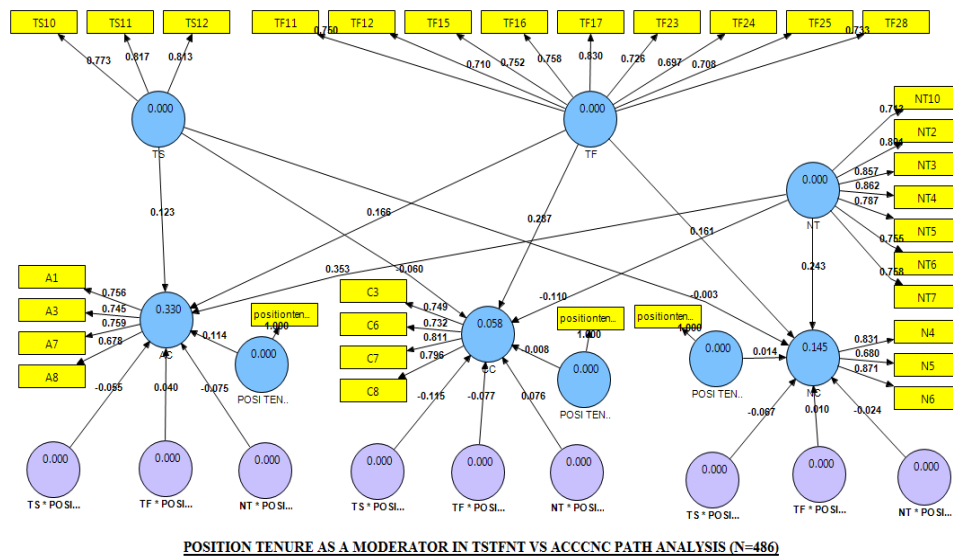 TS10 TS11 TS12 TF11 TF12 TF15 TF16 TF17 TF23 TF24 TF25 TF28
0.750 0.733
0.773 0.817 0.813 0.710 0.752 0.758 0.830 0.726 0.697 0.708
0.000 0.000
TS TF
NT10
0.712
NT2
NT3
0.857
0.862
NT4
0.787
NT5
0.755
NT6
0.758
NT7
0.000
NT
0.123 0.166 0.287 0.161 0.243
0.353 -0.060 -0.110 -0.003
A1
0.756
A3
0.745
A7
0.759
A8
0.678
0.330
AC
0.114
positionten...
1.000
0.000
POSI TEN..
C3
0.749
C6
0.732
C7
0.811
C8
0.796
0.058
CC
-0.008
positionten...
1.000
0.000
POSI TEN..
positionten...
1.000
0.000
POSI TEN..
0.014
0.145
NC
N4
0.831
N5
0.680
N6
0.871
-0.055 0.040 -0.075
-0.115 -0.077 0.076
-0.067 0.010 -0.024
0.000 0.000 0.000 0.000 0.000 0.000 0.000 0.000 0.000
TS * POSI... TF * POSI... NT * POSI... TS * POSI... TF * POSI... NT * POSI... TS * POSI... TF * POSI... NT * POSI...
POSITION TENURE AS A MODERATOR IN TSTFNT VS ACCCNC PATH ANALYSIS (N=486)